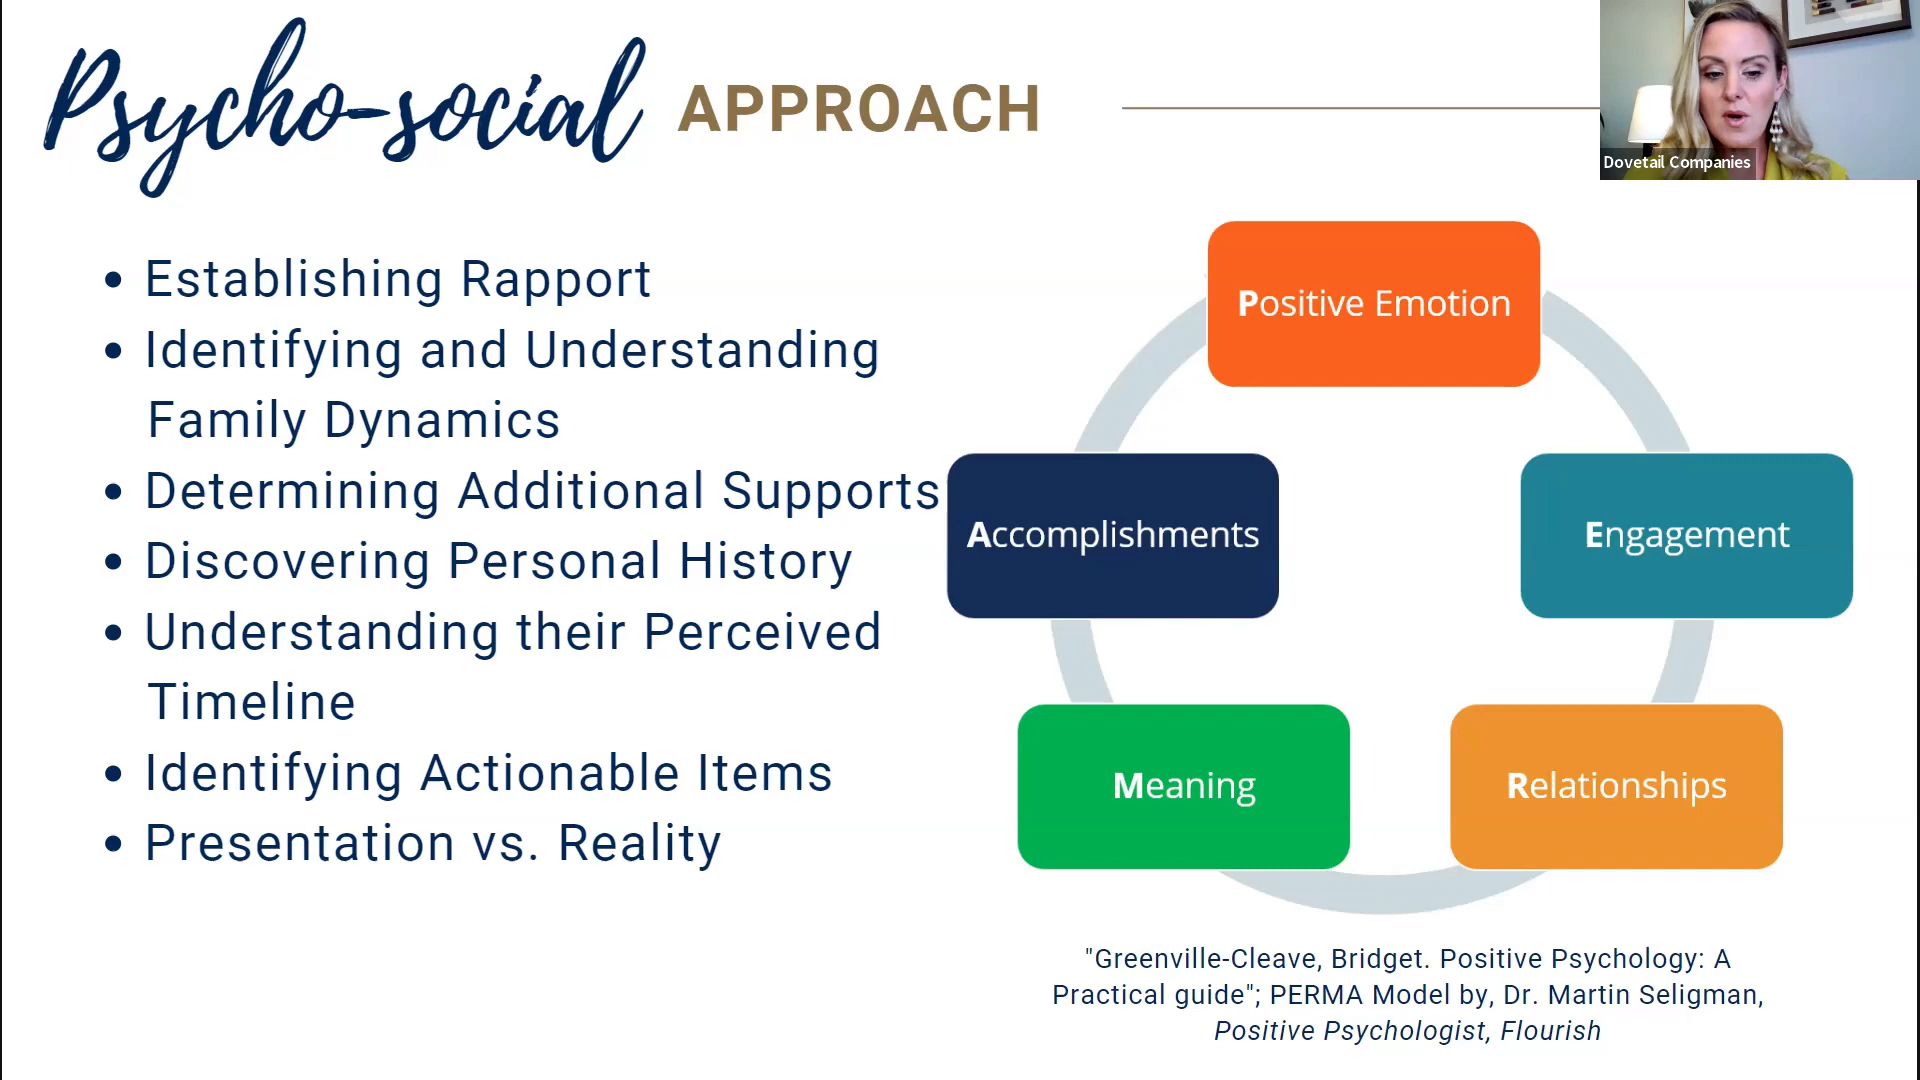 Psycho-social APPROACH
Dovetail Companies
• Establishing Rapport
• Identifying and Understanding
Family Dynamics
• Determining Additional Supports
• Discovering Personal History
• Understanding their Perceived
Timeline
• Identifying Actionable Items
• Presentation vs. Reality
Positive Emotion
Accomplishments
Engagement
Meaning
Relationships
"Greenville-Cleave, Bridget. Positive Psychology: A
Practical guide"; PERMA Model by, Dr. Martin Seligman,
Positive Psychologist, Flourish